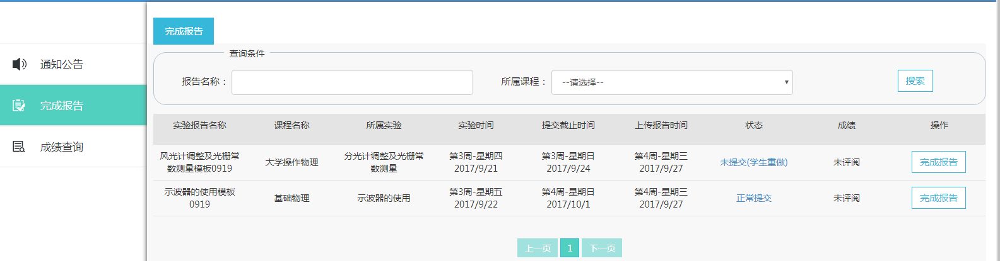 完成报告
通知公告
完成报告
成绩查询
查询条件
报告名称：
所属课程：
--请选择--
搜索
实验报告名称 课程名称 所属实验 实验时间 提交截止时间 上传报告时间 状态 成绩 操作
风光计调整及光栅常
数测量模板0919
大学操作物理
分光计调整及光栅常
数测量
第3周-星期四
2017/9/21
第3周-星期日
2017/9/24
第4周-星期三
2017/9/27
未提交(学生重做)
未评阅
完成报告
示波器的使用模板
0919
基础物理
示波器的使用
第3周-星期五
2017/9/22
第4周-星期日
2017/10/1
第4周-星期三
2017/9/27
正常提交
未评阅
完成报告
上一页 1 下一页